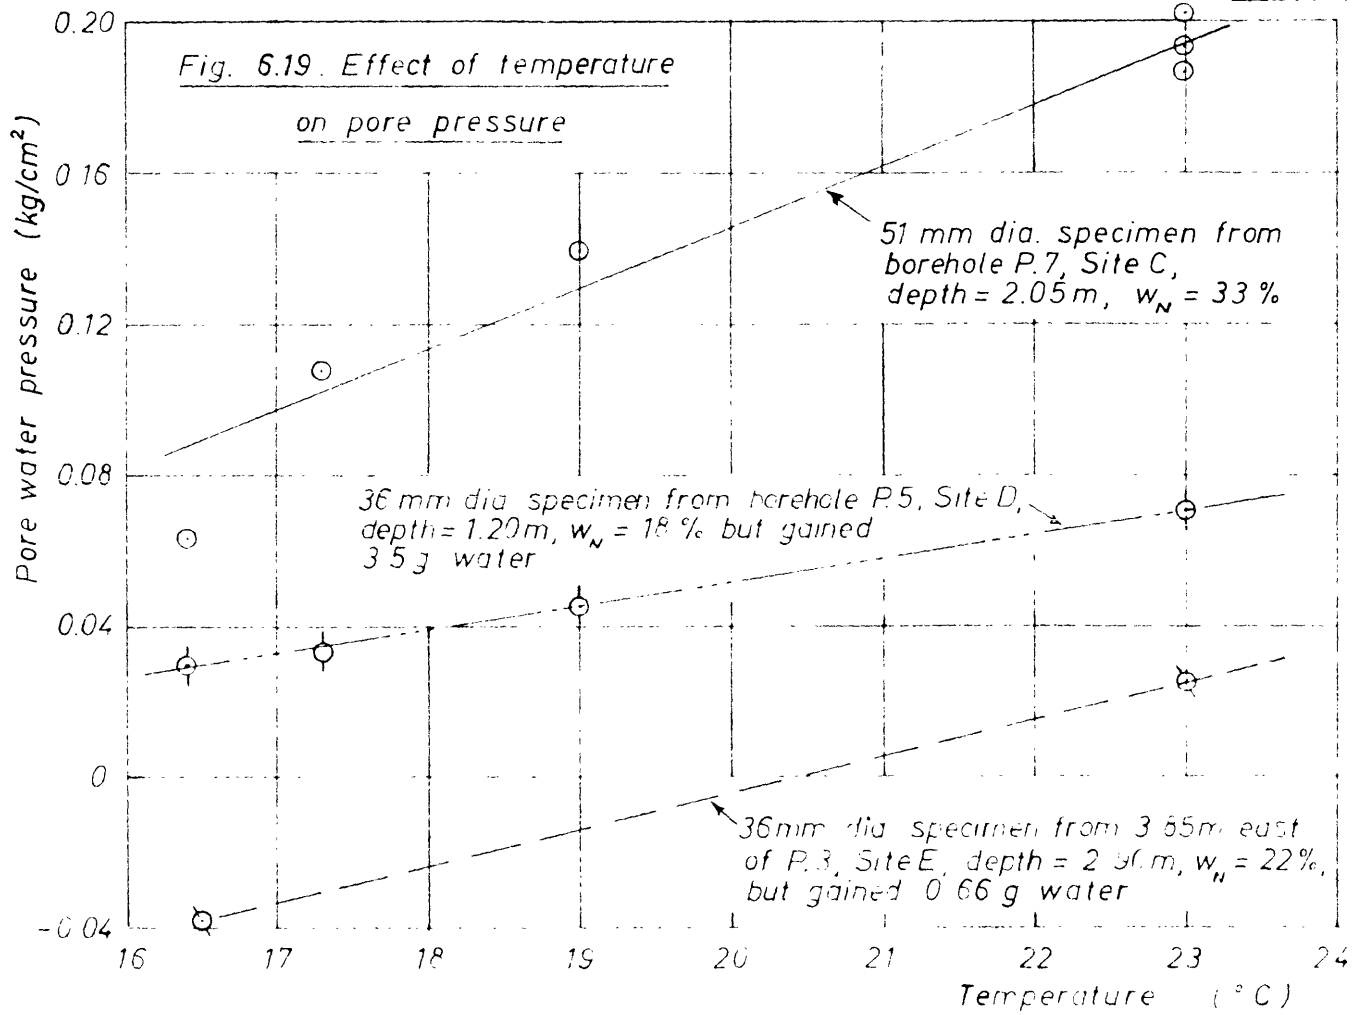 Fig. 6.19. Effect of temperature
on pore pressure
Pore water pressure (kg/cm²)
0.20
0.16
0.12
0.08
0.04
0
-0.04
51 mm dia. specimen from
borehole P.7, Site C,
depth = 2.05 m, w_N = 33 %
36 mm dia specimen from borehole P.5, Site D,
depth = 1.20 m, w_N = 18 % but gained
3.5 g water
36 mm dia specimen from 3.85 m east
of P.3, Site E, depth = m, w_N = 22 %,
but gained 0.66 g water
16 17 18 19 20 21 22 23 24
Temperature (°C)